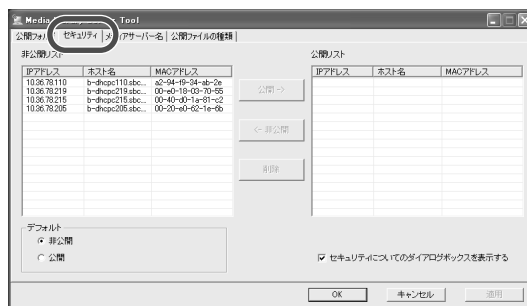 Tool
公開フォ セキュリティ ィアサーバー名 公開ファイルの種類
非公開リスト
公開リスト
IPアドレス ホスト名 MACアドレス
IPアドレス ホスト名 MACアドレス
10.36.78.110 b-dhcpc110.sbc... a2-94-f9-34-ab-2e
10.36.78.219 b-dhcpc219.sbc... 00-e0-18-03-70-55
10.36.78.215 b-dhcpc215.sbc... 00-40-d0-1a-81-c2
10.36.78.205 b-dhcpc205.sbc... 00-20-e0-62-1e-6b
公開 ->
<- 非公開
削除
デフォルト
非公開
公開
セキュリティについてのダイアログボックスを表示する
OK キャンセル 適用